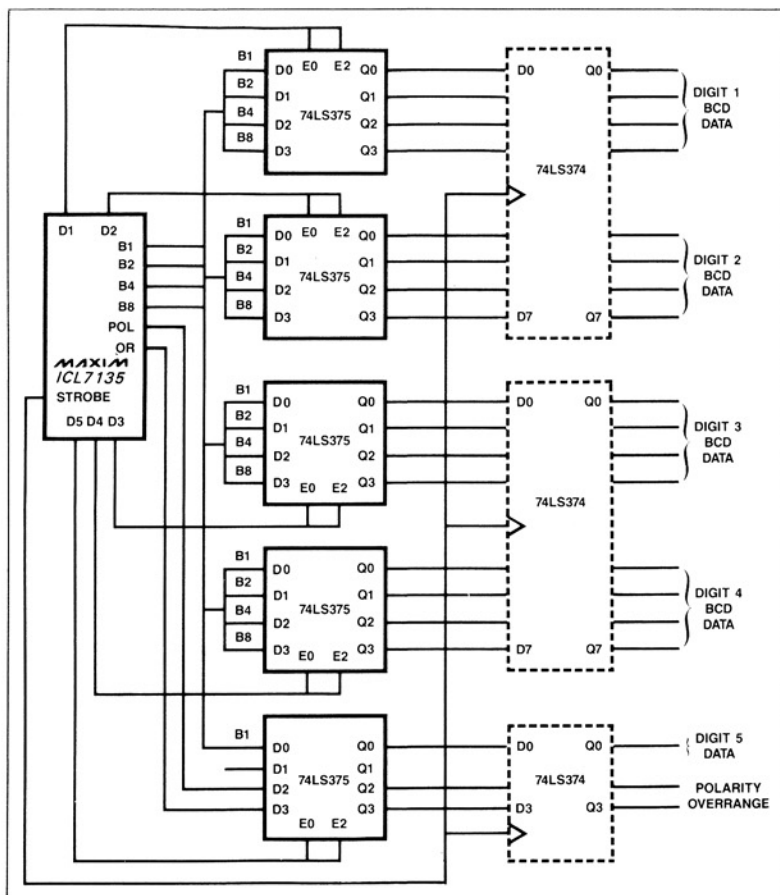 B1
B2
B4
B8
E0 E2
D0
D1
D2
D3
74LS375
Q0
Q1
Q2
Q3
D0
Q0
74LS374
D7
Q7
DIGIT 1
BCD
DATA
B1
B2
B4
B8
E0 E2
D0
D1
D2
D3
74LS375
Q0
Q1
Q2
Q3
DIGIT 2
BCD
DATA
D1 D2
B1
B2
B4
B8
POL
OR
MAXIM
ICL7135
STROBE
D5 D4 D3
B1
B2
B4
B8
D0
D1
D2
D3
74LS375
E0 E2
Q0
Q1
Q2
Q3
D0
Q0
74LS374
D7
Q7
DIGIT 3
BCD
DATA
B1
B2
B4
B8
D0
D1
D2
D3
74LS375
E0 E2
Q0
Q1
Q2
Q3
DIGIT 4
BCD
DATA
B1
D0
D1
D2
D3
74LS375
E0 E2
Q0
Q1
Q2
Q3
D0
Q0
74LS374
D3
Q3
DIGIT 5
DATA
POLARITY
OVERRANGE